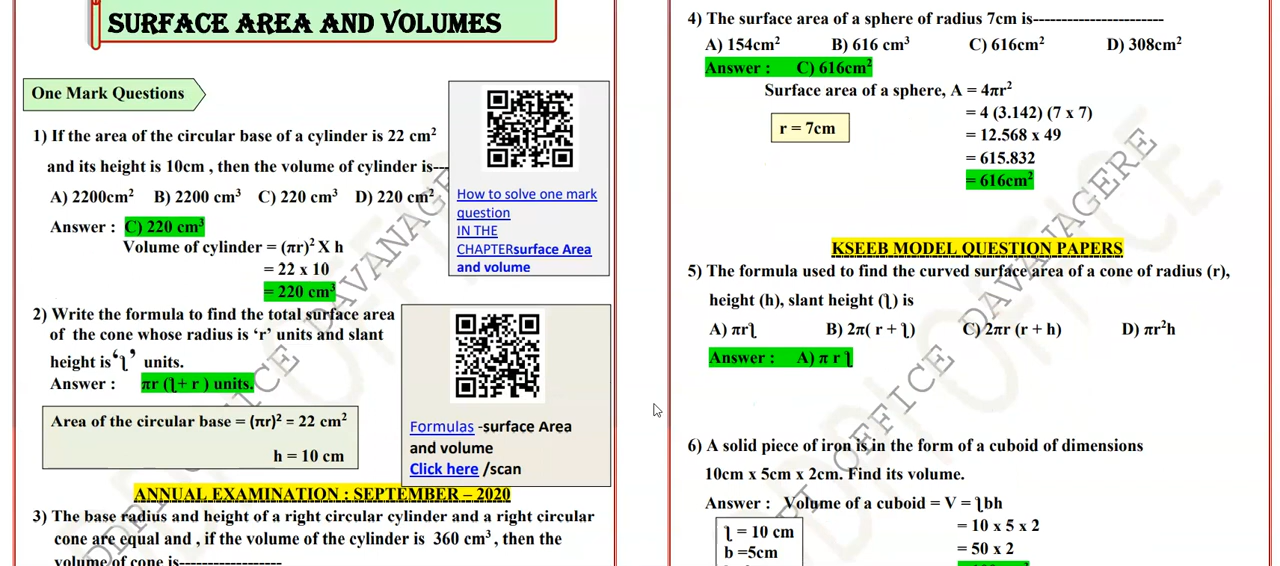 SURFACE AREA AND VOLUMES
One Mark Questions
1) If the area of the circular base of a cylinder is 22 cm²
and its height is 10cm , then the volume of cylinder is---
A) 2200cm² B) 2200 cm³ C) 220 cm³ D) 220 cm²
Answer : C) 220 cm³
Volume of cylinder = (πr)² X h
= 22 x 10
= 220 cm³
How to solve one mark
question
IN THE
CHAPTERsurface Area
and volume
2) Write the formula to find the total surface area
of the cone whose radius is ‘r’ units and slant
height is ‘l’ units.
Answer : πr (l+ r ) units.
Area of the circular base = (πr)² = 22 cm²
h = 10 cm
Formulas -surface Area
and volume
Click here /scan
ANNUAL EXAMINATION : SEPTEMBER – 2020
3) The base radius and height of a right circular cylinder and a right circular
cone are equal and , if the volume of the cylinder is 360 cm³, then the
volume of cone is------------------
4) The surface area of a sphere of radius 7cm is-----------------------
A) 154cm² B) 616 cm³ C) 616cm² D) 308cm²
Answer : C) 616cm²
Surface area of a sphere, A = 4πr²
r = 7cm
= 4 (3.142) (7 x 7)
= 12.568 x 49
= 615.832
= 616cm²
KSEEB MODEL QUESTION PAPERS
5) The formula used to find the curved surface area of a cone of radius (r),
height (h), slant height (l) is
A) πrl B) 2π( r + l) C) 2πr (r + h) D) πr²h
Answer : A) π r l
6) A solid piece of iron is in the form of a cuboid of dimensions
10cm x 5cm x 2cm. Find its volume.
Answer : Volume of a cuboid = V = lbh
l = 10 cm
b =5cm
= 10 x 5 x 2
= 50 x 2
DDPI OFFICE DAVANAGERE
DDPI OFFICE DAVANAGERE